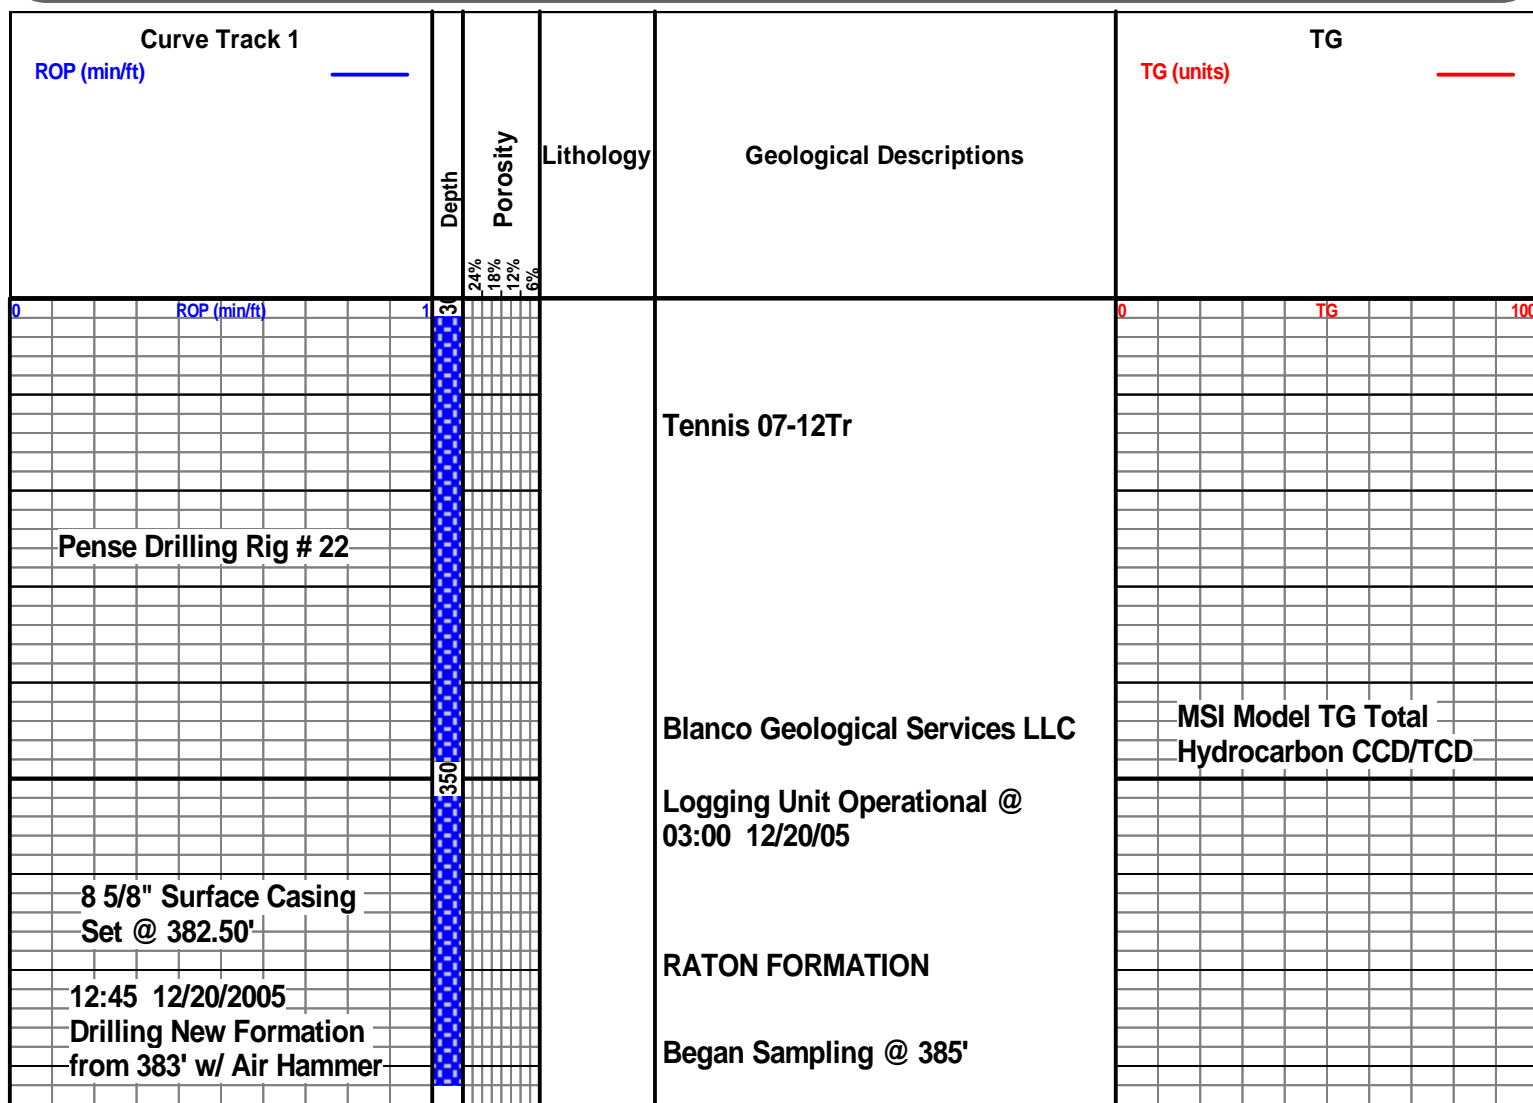 Curve Track 1
ROP (min/ft)
Depth
Porosity
24%
18%
12%
6%
Lithology
Geological Descriptions
TG
TG (units)
0 ROP (min/ft) 1
0 TG 100
Tennis 07-12Tr
Pense Drilling Rig # 22
Blanco Geological Services LLC
MSI Model TG Total
Hydrocarbon CCD/TCD
350
Logging Unit Operational @
03:00 12/20/05
8 5/8" Surface Casing
Set @ 382.50'
RATON FORMATION
12:45 12/20/2005
Drilling New Formation
from 383' w/ Air Hammer
Began Sampling @ 385'